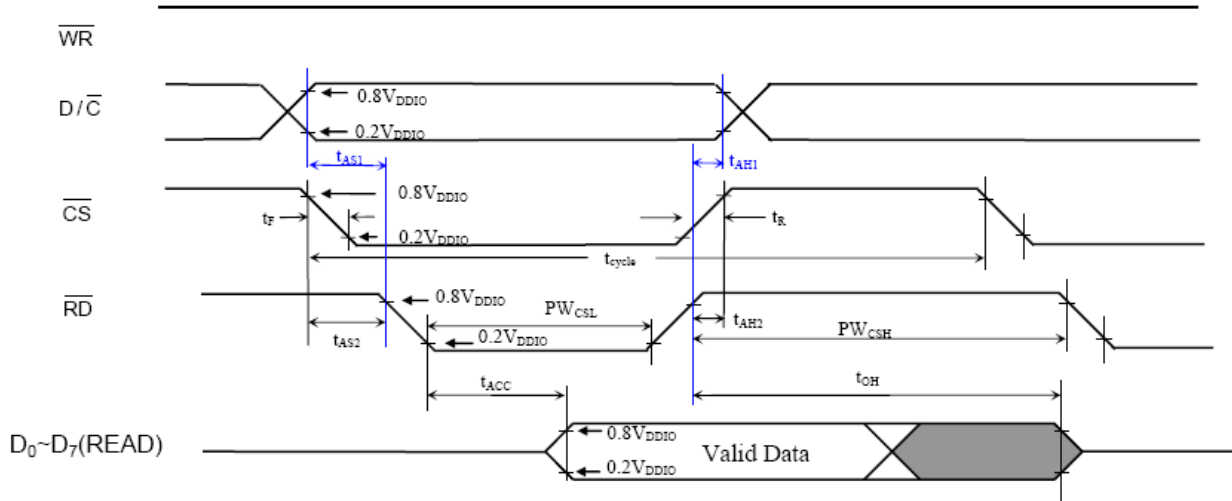 WR
D/C
0.8VDDIO
0.2VDDIO
tAS1
tAH1
CS
0.8VDDIO
tF
tR
0.2VDDIO
tcycle
RD
0.8VDDIO
PWCSL
tAH2
tAS2
0.2VDDIO
PWCSH
tACC
tOH
D0~D7(READ)
0.8VDDIO
Valid Data
0.2VDDIO